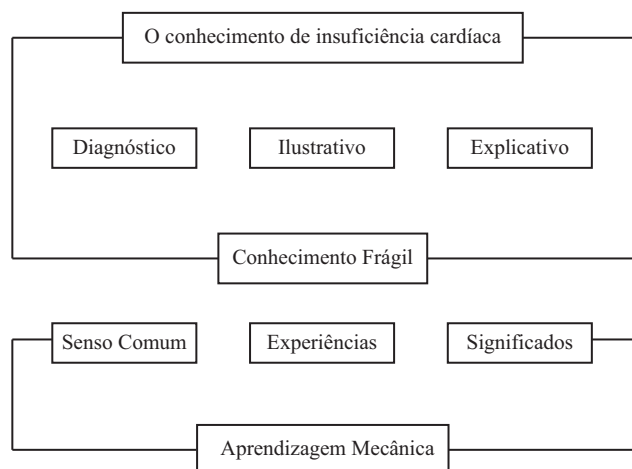 O conhecimento de insuficiência cardíaca
Diagnóstico
Ilustrativo
Explicativo
Conhecimento Frágil
Senso Comum
Experiências
Significados
Aprendizagem Mecânica